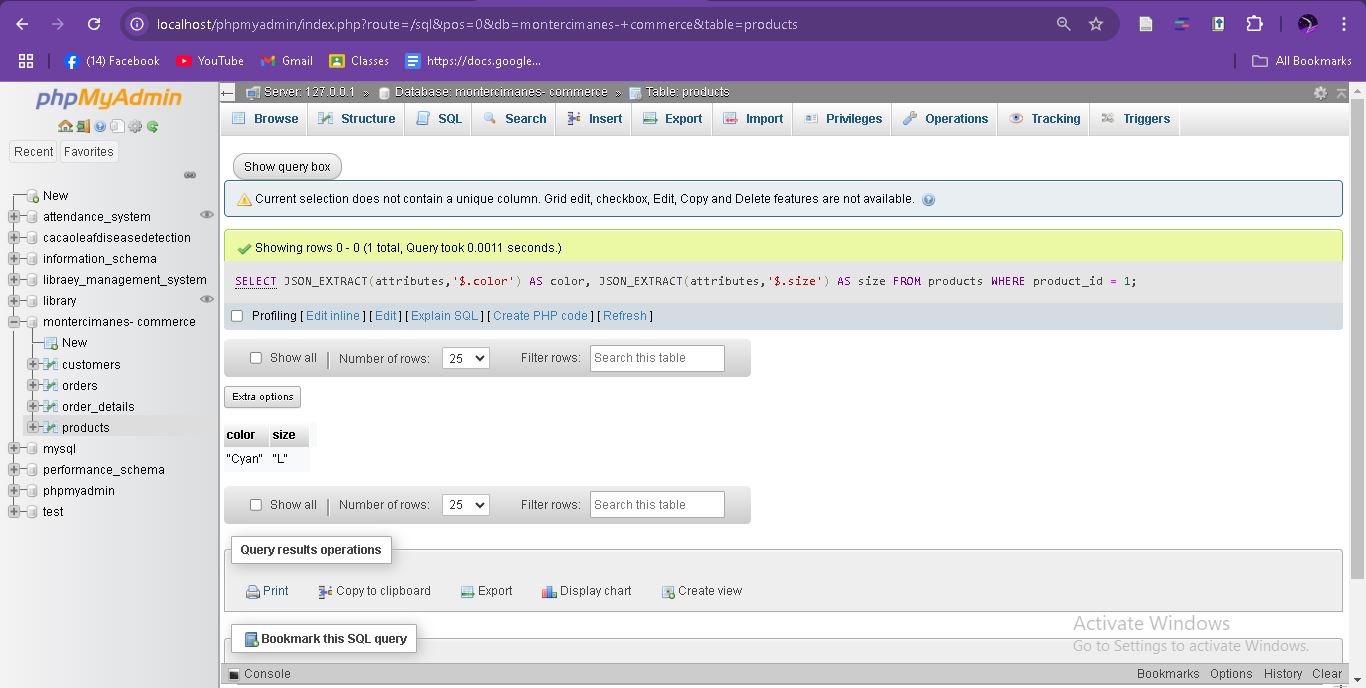 localhost/phpmyadmin/index.php?route=/sql&pos=0&db=montercimanes-+commerce&table=products
(14) Facebook YouTube Gmail Classes https://docs.google... All Bookmarks
phpMyAdmin
Recent Favorites
New
attendance_system
cacaoleafdiseasedetection
information_schema
libraey_management_system
library
montercimanes- commerce
New
customers
orders
order_details
products
mysql
performance_schema
phpmyadmin
test
Server: 127.0.0.1 » Database: montercimanes- commerce » Table: products
Browse Structure SQL Search Insert Export Import Privileges Operations Tracking Triggers
Show query box
Current selection does not contain a unique column. Grid edit, checkbox, Edit, Copy and Delete features are not available.
Showing rows 0 - 0 (1 total, Query took 0.0011 seconds.)
SELECT JSON_EXTRACT(attributes,'$.color') AS color, JSON_EXTRACT(attributes,'$.size') AS size FROM products WHERE product_id = 1;
Profiling [ Edit inline ] [ Edit ] [ Explain SQL ] [ Create PHP code ] [ Refresh ]
Show all | Number of rows: 25 Filter rows: Search this table
Extra options
color size
"Cyan" "L"
Show all | Number of rows: 25 Filter rows: Search this table
Query results operations
Print Copy to clipboard Export Display chart Create view
Bookmark this SQL query
Activate Windows
Go to Settings to activate Windows.
Console Bookmarks Options History Clear